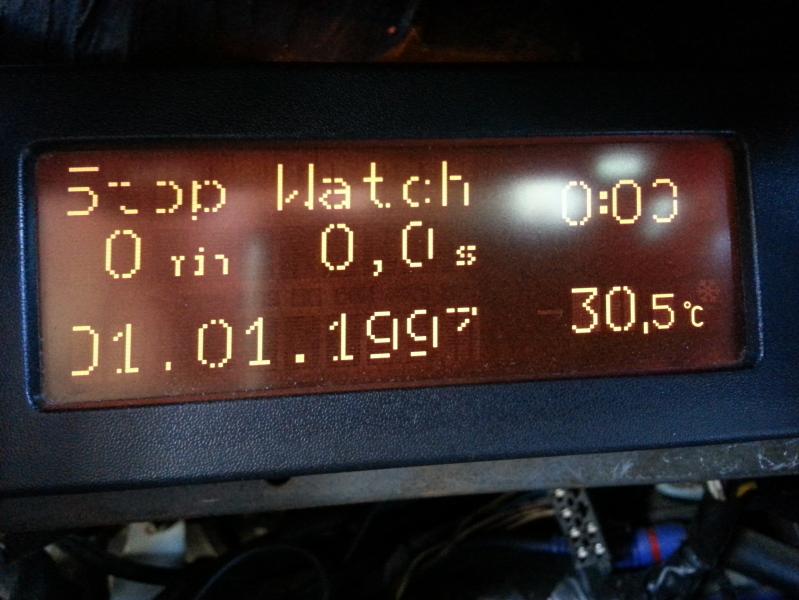 Stop Watch 0:00
0 min 0,0 s
01.01.1997 -30,5 °C